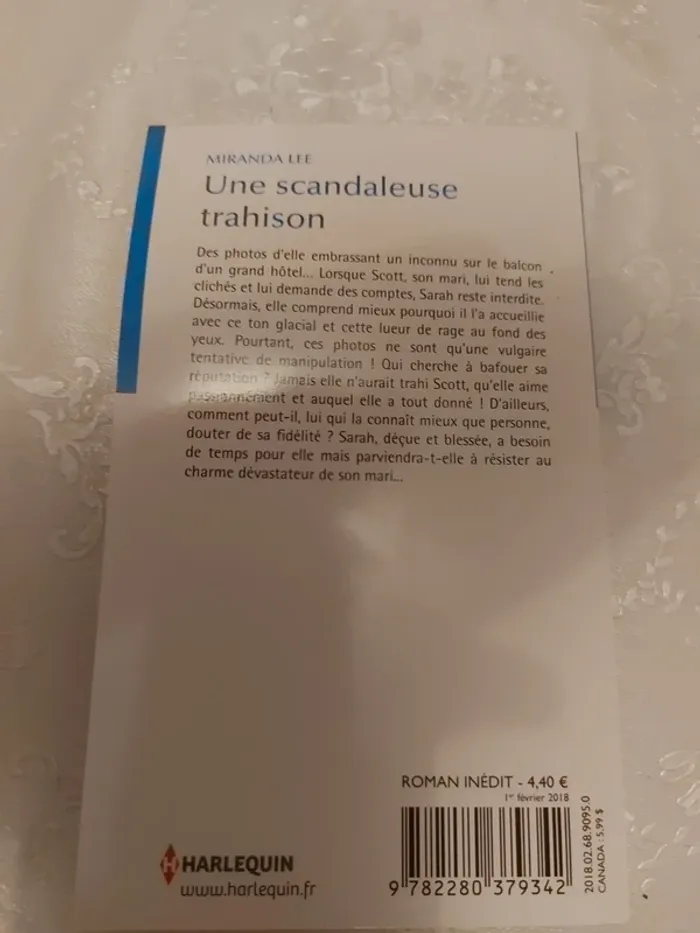 MIRANDA LEE
Une scandaleuse
trahison
Des photos d'elle embrassant un inconnu sur le balcon
d'un grand hôtel... Lorsque Scott, son mari, lui tend les
clichés et lui demande des comptes, Sarah reste interdite.
Désormais, elle comprend mieux pourquoi il l'a accueillie
avec ce ton glacial et cette lueur de rage au fond des
yeux. Pourtant, ces photos ne sont qu'une vulgaire
tentative de manipulation ! Qui cherche à bafouer sa
réputation ? Jamais elle n'aurait trahi Scott, qu'elle aime
passionnément et auquel elle a tout donné ! D'ailleurs,
comment peut-il, lui qui la connaît mieux que personne,
douter de sa fidélité ? Sarah, déçue et blessée, a besoin
de temps pour elle mais parviendra-t-elle à résister au
charme dévastateur de son mari...
ROMAN INÉDIT - 4,40 €
1er février 2018
9 782280 379342
2018.02.68.9095.0
CANADA : 5,99 $
H HARLEQUIN
www.harlequin.fr